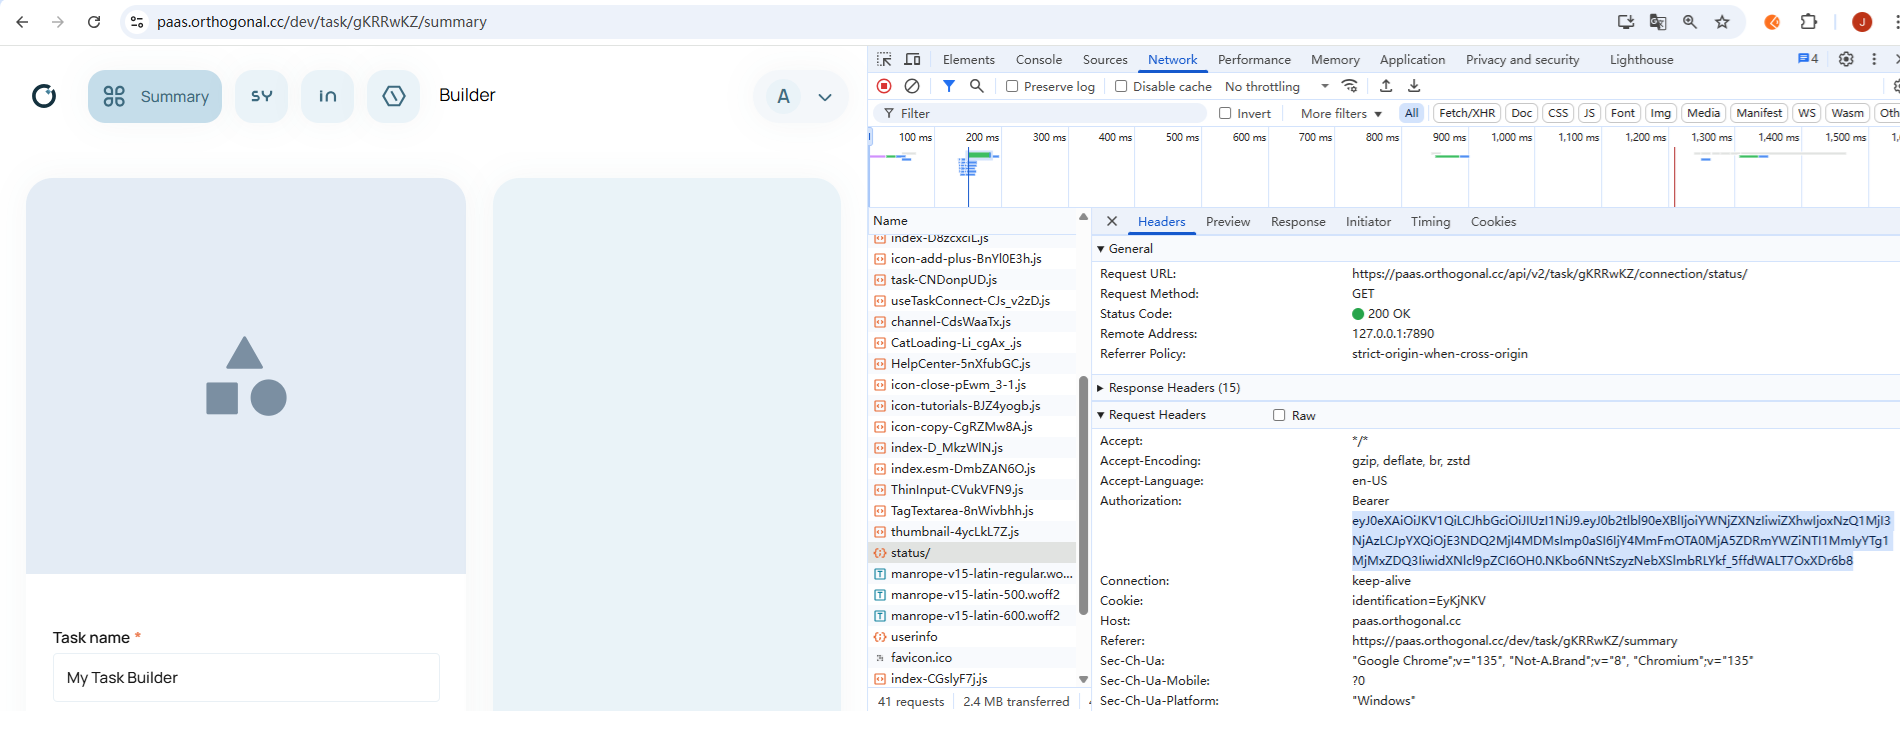 paas.orthogonal.cc/dev/task/gKRRwKZ/summary
J
Summary
SY
in
Builder
A
Task name *
My Task Builder
Elements
Console
Sources
Network
Performance
Memory
Application
Privacy and security
Lighthouse
4
Preserve log
Disable cache
No throttling
Filter
Invert
More filters
All
Fetch/XHR
Doc
CSS
JS
Font
Img
Media
Manifest
WS
Wasm
Oth
100 ms
200 ms
300 ms
400 ms
500 ms
600 ms
700 ms
800 ms
900 ms
1,000 ms
1,100 ms
1,200 ms
1,300 ms
1,400 ms
1,500 ms
Name
index-D8zcxciL.js
icon-add-plus-BnYl0E3h.js
task-CNDonpUD.js
useTaskConnect-CJs_v2zD.js
channel-CdsWaaTx.js
CatLoading-Li_cgAx_.js
HelpCenter-5nXfubGC.js
icon-close-pEwm_3-1.js
icon-tutorials-BJZ4yogb.js
icon-copy-CgRZMw8A.js
index-D_MkzWlN.js
index.esm-DmbZAN6O.js
ThinInput-CVukVFN9.js
TagTextarea-8nWivbhh.js
thumbnail-4ycLkL7Z.js
status/
manrope-v15-latin-regular.wo...
manrope-v15-latin-500.woff2
manrope-v15-latin-600.woff2
userinfo
favicon.ico
index-CGslyF7j.js
41 requests
2.4 MB transferred
Headers
Preview
Response
Initiator
Timing
Cookies
General
Request URL: https://paas.orthogonal.cc/api/v2/task/gKRRwKZ/connection/status/
Request Method: GET
Status Code: 200 OK
Remote Address: 127.0.0.1:7890
Referrer Policy: strict-origin-when-cross-origin
Response Headers (15)
Request Headers
Raw
Accept: */*
Accept-Encoding: gzip, deflate, br, zstd
Accept-Language: en-US
Authorization: Bearer
eyJ0eXAiOiJKV1QiLCJhbGciOiJIUzI1NiJ9.eyJ0b2tlbl90eXBlIjoiYWNjZXNzIiwiZXhwIjoxNzQ1MjI3
NjAzLCJpYXQiOjE3NDQ2MjI4MDMsImp0aSI6IjY4MmFmOTA0MjA5ZDRmYWZiNTI1MmIyYTg1
MjMxZDQ3IiwidXNlcl9pZCI6OH0.NKbo6NNtSzyzNebXSlmbRLYkf_5ffdWALT7OxXDr6b8
Connection: keep-alive
Cookie: identification=EyKjNKV
Host: paas.orthogonal.cc
Referer: https://paas.orthogonal.cc/dev/task/gKRRwKZ/summary
Sec-Ch-Ua: "Google Chrome";v="135", "Not-A.Brand";v="8", "Chromium";v="135"
Sec-Ch-Ua-Mobile: ?0
Sec-Ch-Ua-Platform: "Windows"